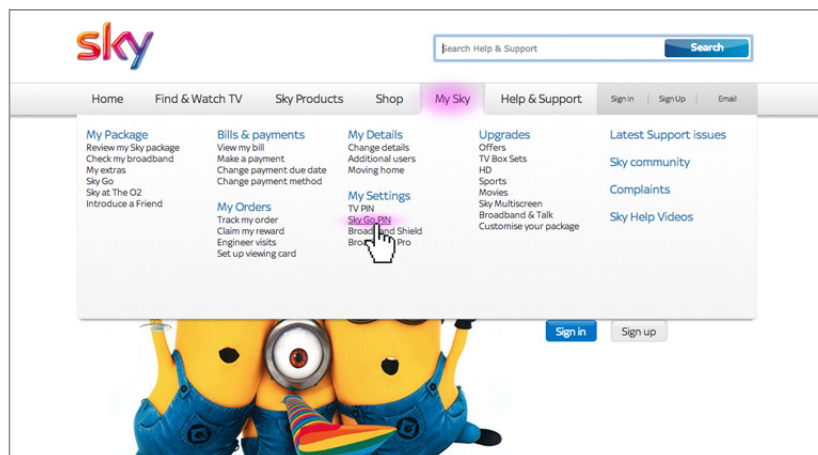 sky
Search Help & Support
Search
Home Find & Watch TV Sky Products Shop My Sky Help & Support Sign in Sign Up Email
My Package
Review my Sky package
Check my broadband
My extras
Sky Go
Sky at The O2
Introduce a Friend
Bills & payments
View my bill
Make a payment
Change payment due date
Change payment method
My Orders
Track my order
Claim my reward
Engineer visits
Set up viewing card
My Details
Change details
Additional users
Moving home
My Settings
TV PIN
Sky Go PIN
Broadband Shield
Pro
Upgrades
Offers
TV Box Sets
HD
Sports
Movies
Sky Multiscreen
Broadband & Talk
Customise your package
Latest Support issues
Sky community
Complaints
Sky Help Videos
Sign in Sign up